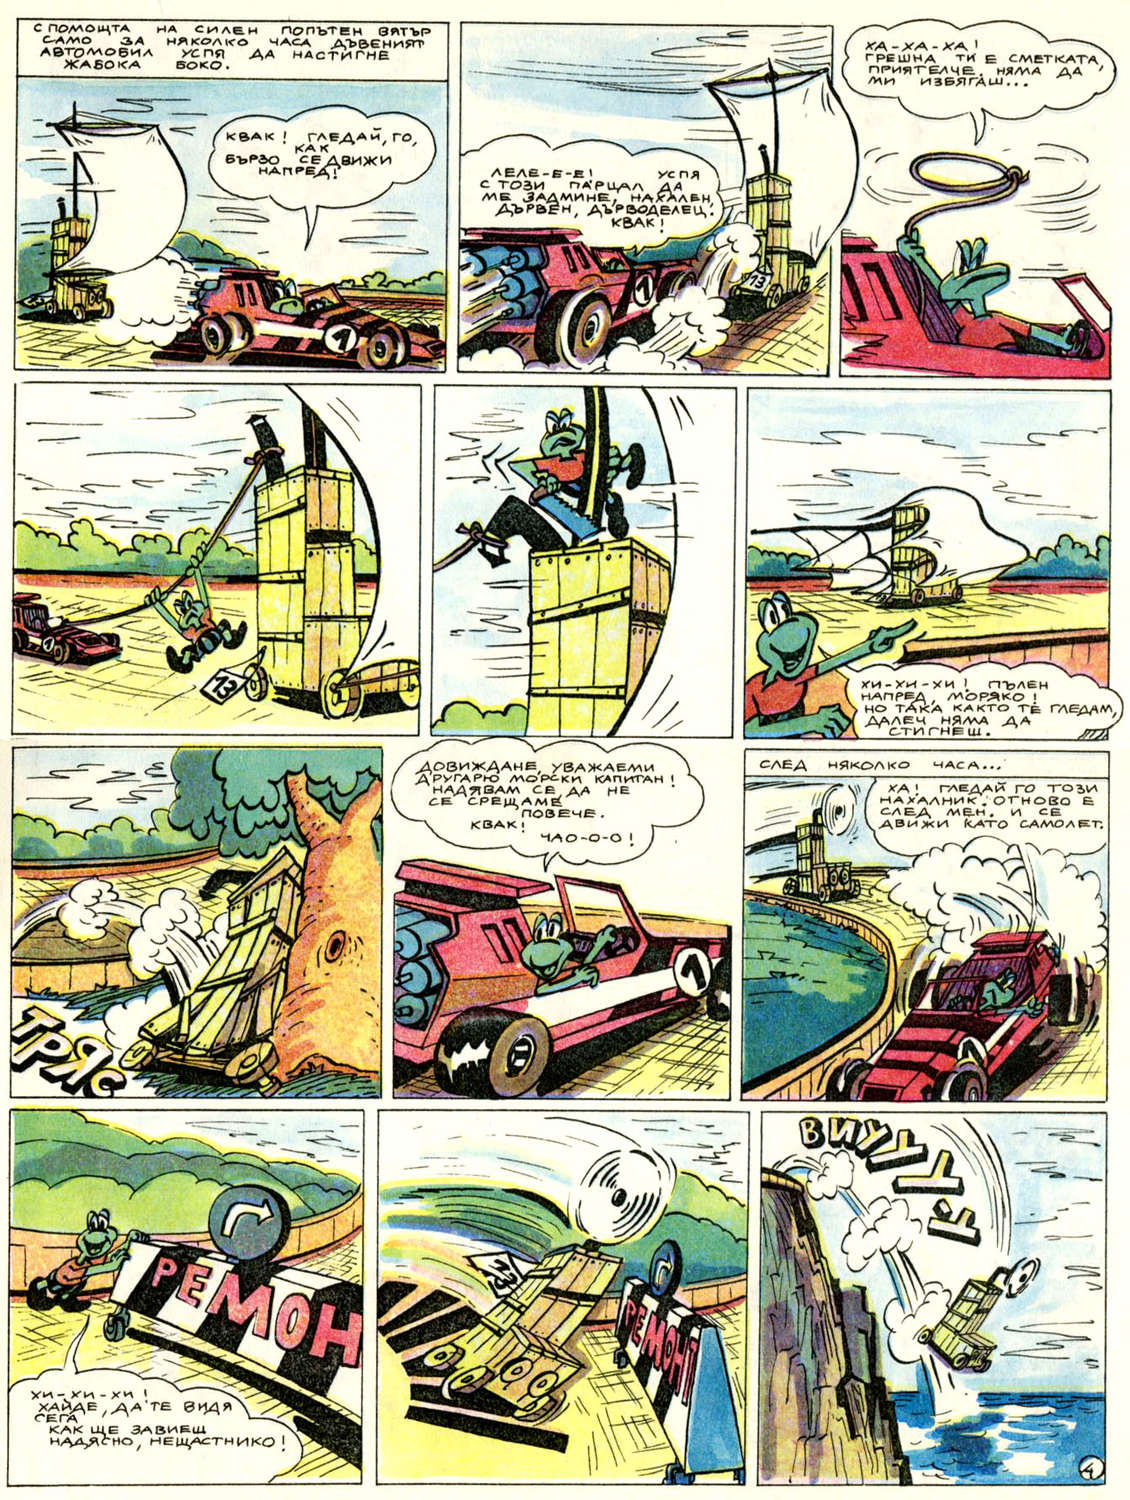 С ПОМОЩТА НА СИЛЕН ПОПЪТЕН ВЯТЪР
САМО ЗА НЯКОЛКО ЧАСА ДЪВЕНИЯТ
АВТОМОБИЛ УСПЯ ДА НАСТИГНЕ
ЖАБОКА БОКО.
КВАК! ГЛЕДАЙ, ГО,
КАК
БЪРЗО СЕ ДВИЖИ
НАПРЕД!
1
ЛЕЛЕ-Е-Е! УСПЯ
С ТОЗИ ПАРЦАЛ ДА
МЕ ЗАДМИНЕ, НАХАЛЕН,
ДЪРВЕН, ДЪРВОДЕЛЕЦ.
КВАК!
1
13
ХА-ХА-ХА!
ГРЕШНА ТИ Е СМЕТКАТА,
ПРИЯТЕЛЧЕ. НЯМА ДА
МИ ИЗБЯГАШ...
1
13
ХИ-ХИ-ХИ! ПЪЛЕН
НАПРЕД МОРЯКО!
НО ТАКА КАКТО ТЕ ГЛЕДАМ,
ДАЛЕЧ НЯМА ДА
СТИГНЕШ.
ТРЯС
ДОВИЖДАНЕ УВАЖАЕМИ
ДРУГАРЮ МОРСКИ КАПИТАН!
НАДЯВАМ СЕ ДА НЕ
СЕ СРЕЩАМЕ
ПОВЕЧЕ.
КВАК!
ЧАО-О-О!
1
СЛЕД НЯКОЛКО ЧАСА...
ХА! ГЛЕДАЙ ГО ТОЗИ
НАХАЛНИК. ОТНОВО Е
СЛЕД МЕН. И СЕ
ДВИЖИ КАТО САМОЛЕТ.
РЕМОН
ХИ-ХИ-ХИ!
ХАЙДЕ, ДА ТЕ ВИДЯ
СЕГА
КАК ЩЕ ЗАВИЕШ
НАДЯСНО, НЕЩАСТНИКО!
13
РЕМОНТ
ВИУУУУ
4